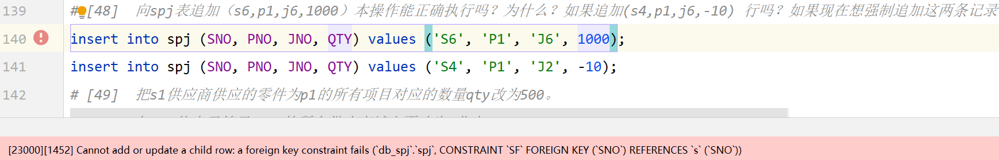 139 # [48] 向spj表追加（s6,p1,j6,1000）本操作能正确执行吗？为什么？如果追加(s4,p1,j6,-10) 行吗？如果现在想强制追加这两条记录
140 insert into spj (SNO, PNO, JNO, QTY) values ('S6', 'P1', 'J6', 1000);
141 insert into spj (SNO, PNO, JNO, QTY) values ('S4', 'P1', 'J2', -10);
142 # [49] 把s1供应商供应的零件为p1的所有项目对应的数量qty改为500。
[23000][1452] Cannot add or update a child row: a foreign key constraint fails (`db_spj`.`spj`, CONSTRAINT `SF` FOREIGN KEY (`SNO`) REFERENCES `s` (`SNO`))